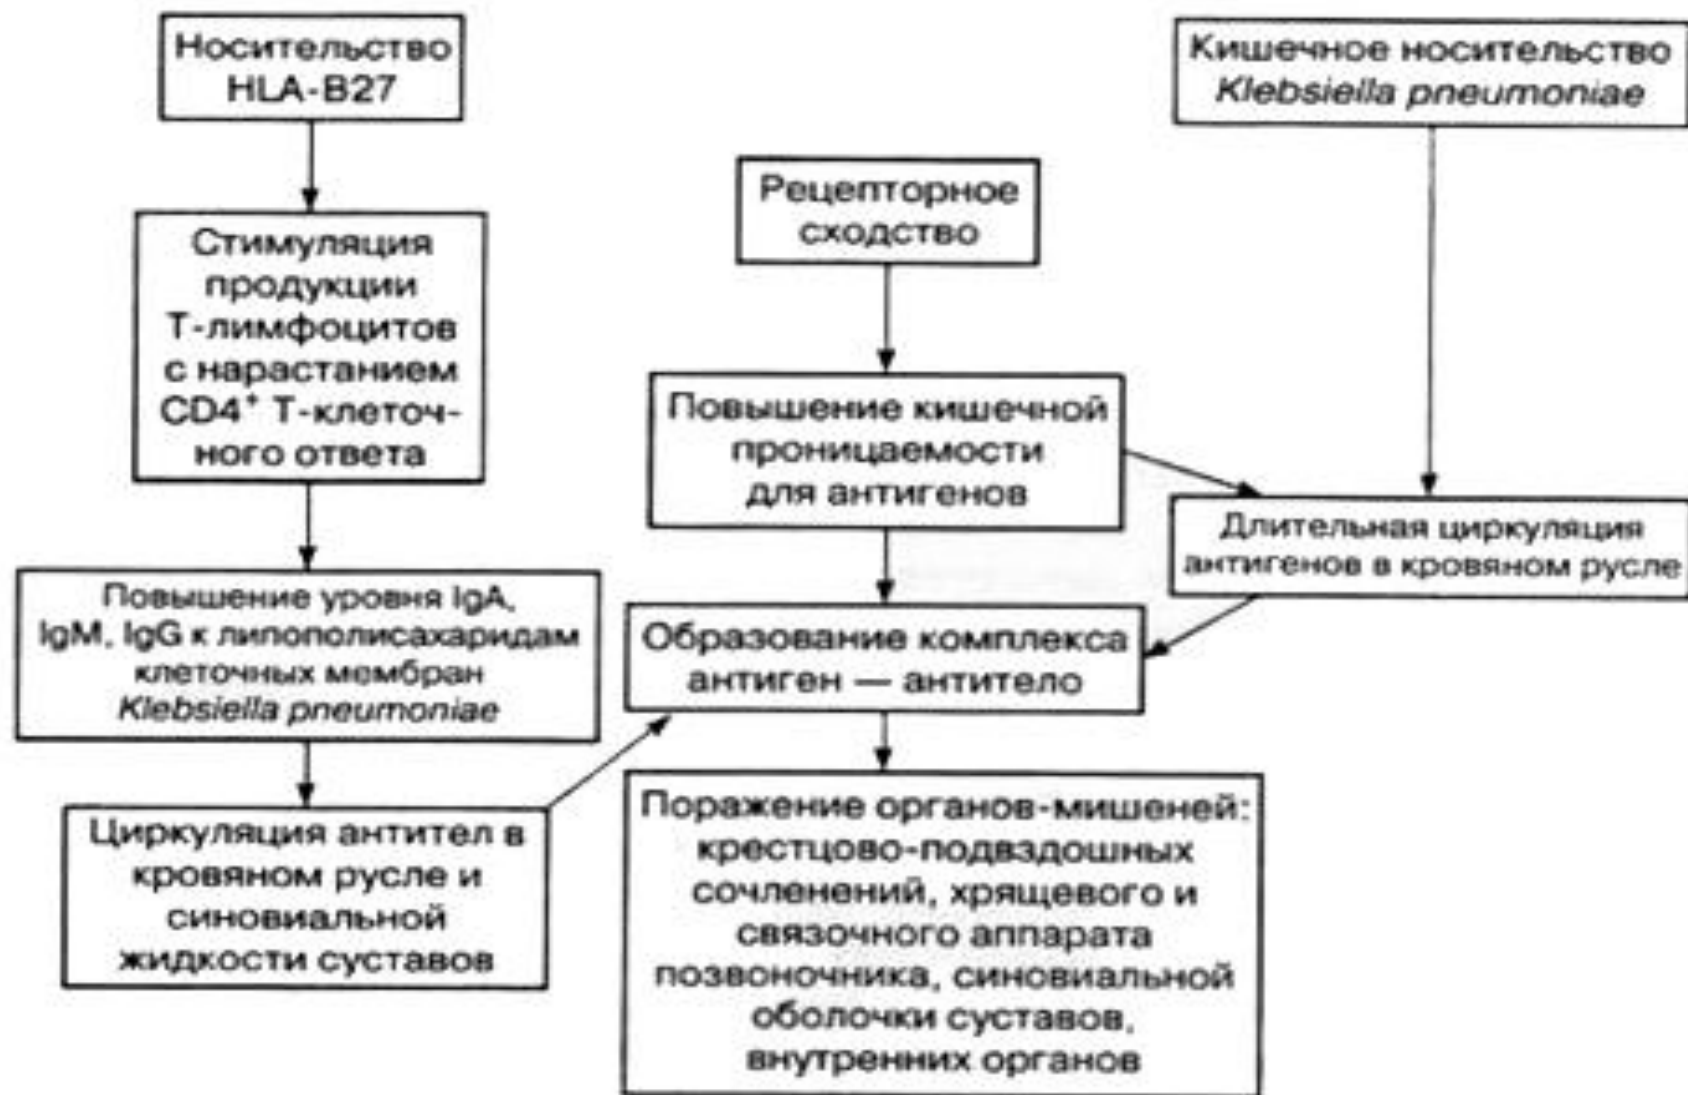 Носительство
HLA-B27
Кишечное носительство
Klebsiella pneumoniae
Рецепторное
сходство
Стимуляция
продукции
Т-лимфоцитов
с нарастанием
CD4+ Т-клеточ-
ного ответа
Повышение кишечной
проницаемости
для антигенов
Длительная циркуляция
антигенов в кровяном русле
Повышение уровня IgA,
IgM, IgG к липополисахаридам
клеточных мембран
Klebsiella pneumoniae
Образование комплекса
антиген — антитело
Циркуляция антител в
кровяном русле и
синовиальной
жидкости суставов
Поражение органов-мишеней:
крестцово-подвздошных
сочленений, хрящевого и
связочного аппарата
позвоночника, синовиальной
оболочки суставов,
внутренних органов